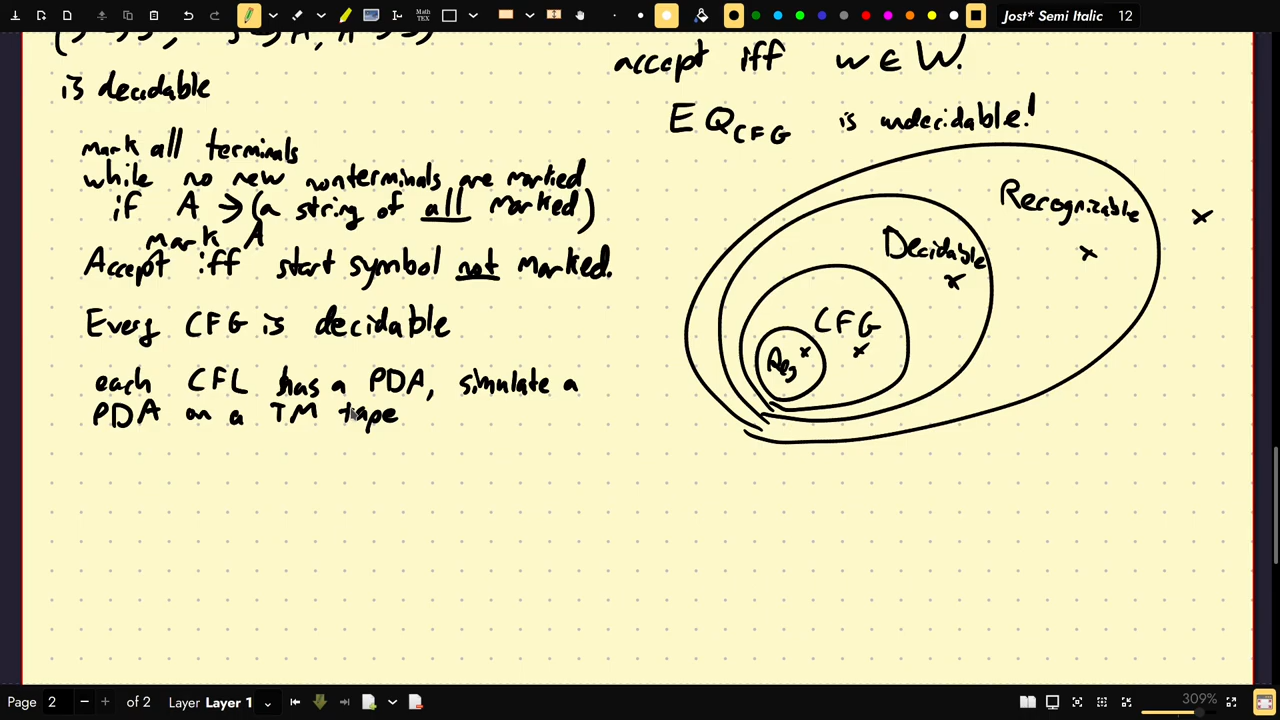 Math
TEX
Jost* Semi Italic 12
is decidable
mark all terminals
while no new nonterminals are marked
if A → (a string of all marked)
mark A
Accept iff start symbol not marked.
Every CFG is decidable
each CFL has a PDA, simulate a
PDA on a TM tape
accept iff w ∈ W.
EQCFG is undecidable!
Recognizable
Decidable
CFG
Reg
Page 2 of 2 Layer Layer 1
309%